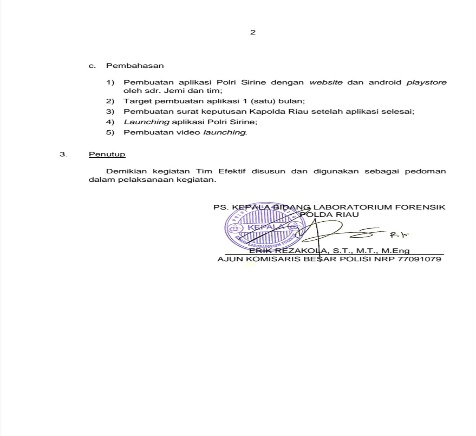 2
c. Pembahasan
1) Pembuatan aplikasi Polri Sirine dengan website dan android playstore
oleh sdr. Jemi dan tim;
2) Target pembuatan aplikasi 1 (satu) bulan;
3) Pembuatan surat keputusan Kapolda Riau setelah aplikasi selesai;
4) Launching aplikasi Polri Sirine;
5) Pembuatan video launching.
3. Penutup
Demikian kegiatan Tim Efektif disusun dan digunakan sebagai pedoman
dalam pelaksanaan kegiatan.
PS. KEPALA BIDANG LABORATORIUM FORENSIK
POLDA RIAU
KEPALA
ERIK REZAKOLA, S.T., M.T., M.Eng
AJUN KOMISARIS BESAR POLISI NRP 77091079